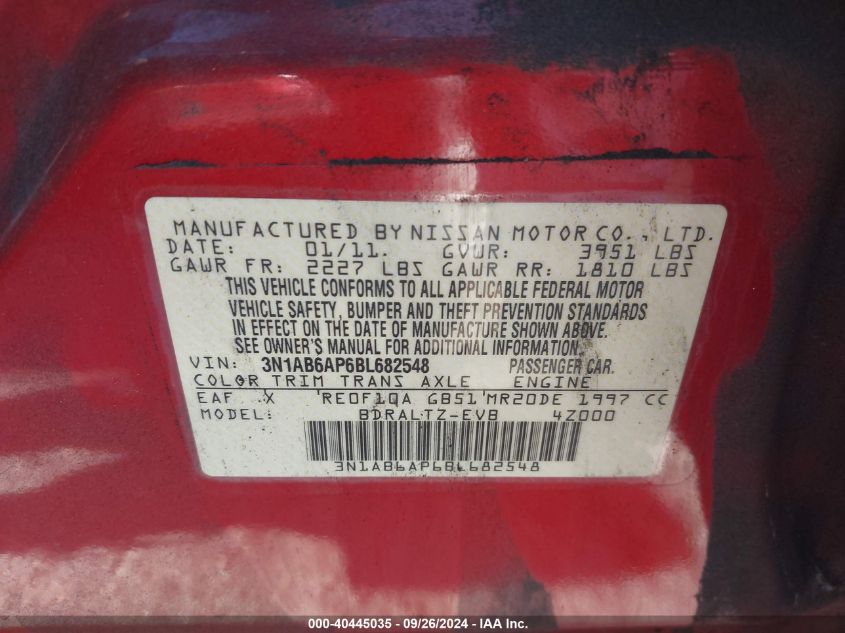 MANUFACTURED BY NISSAN MOTOR CO., LTD.
DATE: 01/11. GVWR: 3951 LBS
GAWR FR: 2227 LBS GAWR RR: 1810 LBS
THIS VEHICLE CONFORMS TO ALL APPLICABLE FEDERAL MOTOR
VEHICLE SAFETY, BUMPER AND THEFT PREVENTION STANDARDS
IN EFFECT ON THE DATE OF MANUFACTURE SHOWN ABOVE.
SEE OWNER'S MANUAL FOR ADDITIONAL INFORMATION.
VIN: 3N1AB6AP6BL682548 PASSENGER CAR.
COLOR TRIM TRANS AXLE ENGINE
EAF X 'RE0F10A GB51'MR20DE 1997 CC
MODEL: BDRALTZ-EVB 4Z000
3N1AB6AP6BL682548
000-40445035 - 09/26/2024 - IAA Inc.